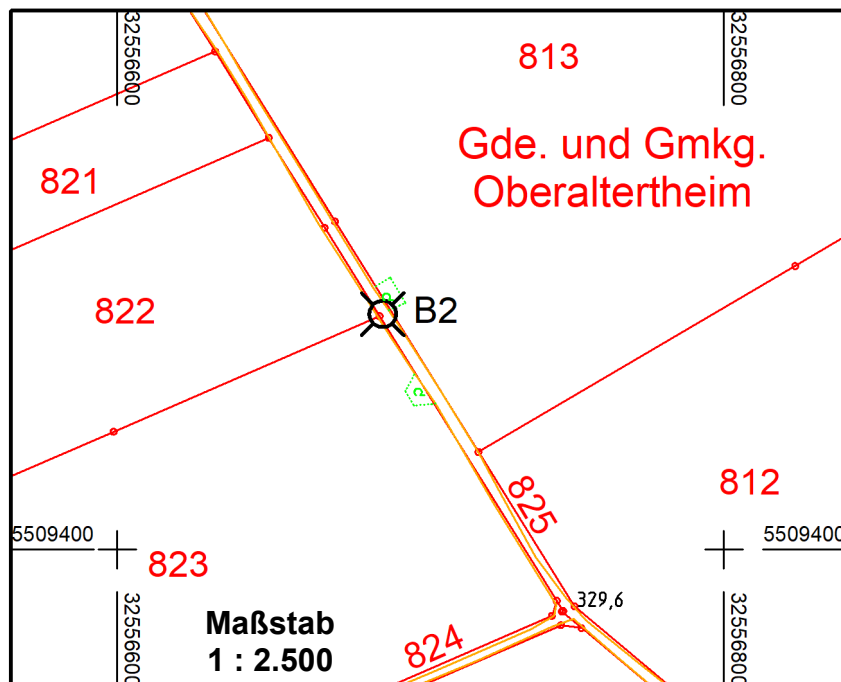 32556600
32556800
813
Gde. und Gmkg.
Oberaltertheim
821
822
B2
825
812
5509400
5509400
823
329,6
Maßstab
1 : 2.500
824
32556600
32556800